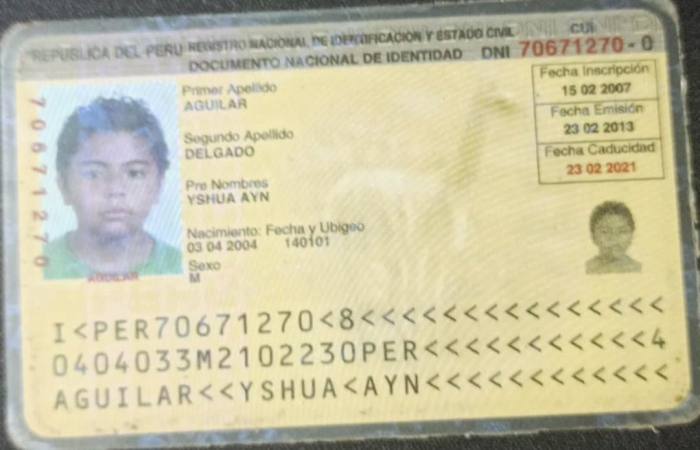 REPUBLICA DEL PERU REGISTRO NACIONAL DE IDENTIFICACION Y ESTADO CIVIL
CUI
DOCUMENTO NACIONAL DE IDENTIDAD DNI 70671270 - 0
Primer Apellido
AGUILAR
Segundo Apellido
DELGADO
Pre Nombres
YSHUA AYN
Nacimiento: Fecha y Ubigeo
03 04 2004 140101
Sexo
M
Fecha Inscripción
15 02 2007
Fecha Emisión
23 02 2013
Fecha Caducidad
23 02 2021
70671270
AGUILAR
I<PER70671270<8<<<<<<<<<<<<<<<
0404033M2102230PER<<<<<<<<<<<4
AGUILAR<<YSHUA<AYN<<<<<<<<<<<<